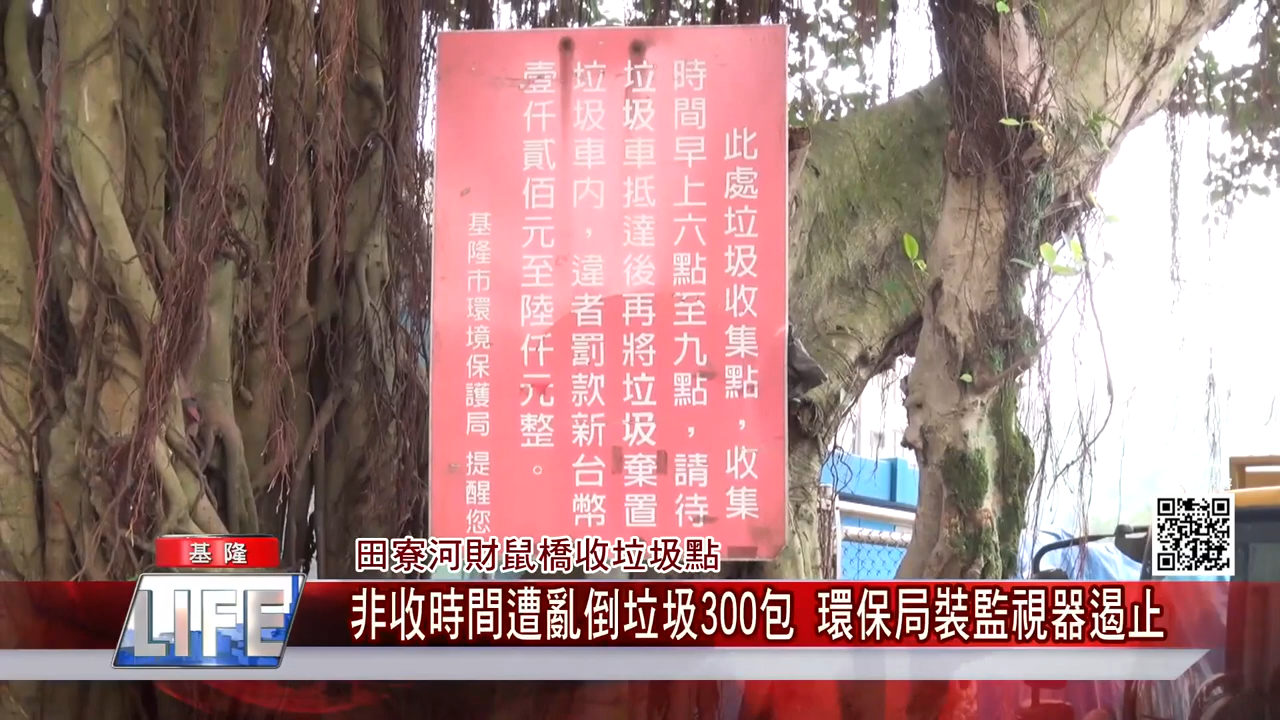 此處垃圾收集點，收集
時間早上六點至九點，請待
垃圾車抵達後再將垃圾棄置
垃圾車內，違者罰款新台幣
壹仟貳佰元至陸仟元整。
基隆市環境保護局 提醒您
基隆
LIFE
田寮河財鼠橋收垃圾點
非收時間遭亂倒垃圾300包 環保局裝監視器遏止